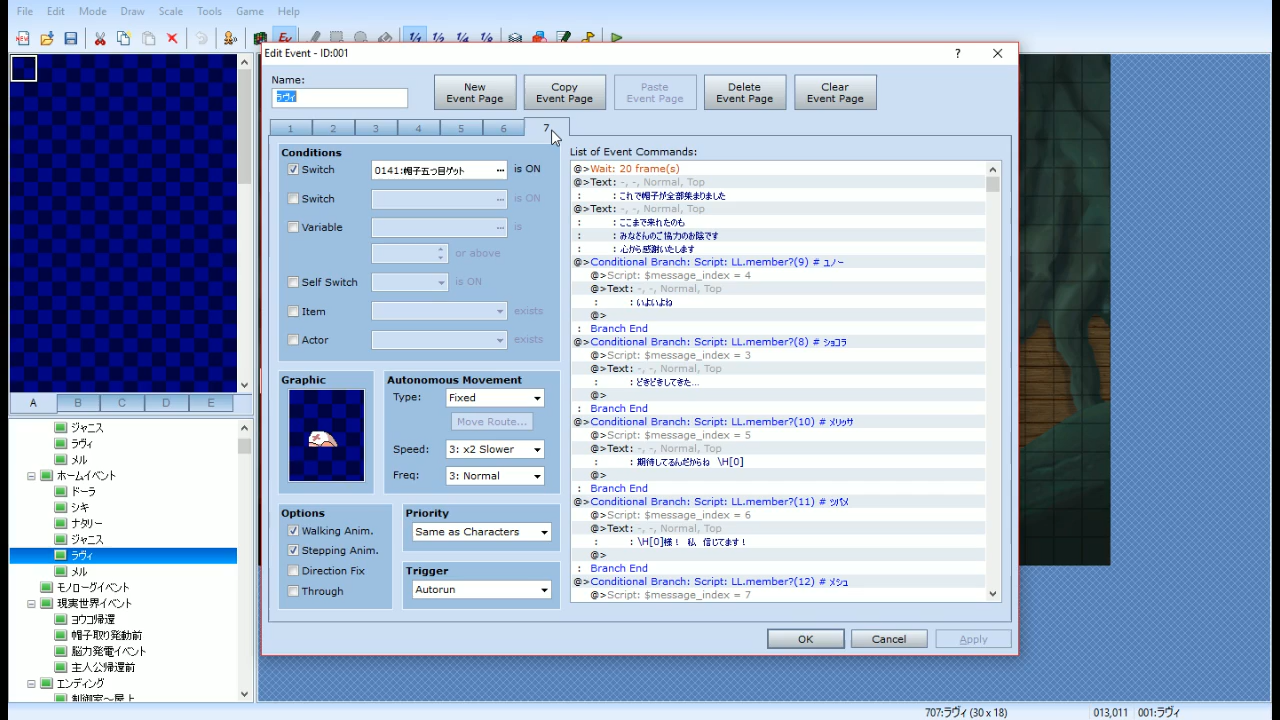 File Edit Mode Draw Scale Tools Game Help
Edit Event - ID:001
Name:
ラヴィ
New Event Page
Copy Event Page
Paste Event Page
Delete Event Page
Clear Event Page
1 2 3 4 5 6 7
Conditions
Switch 0141:帽子五つ目ゲット ... is ON
Switch ... is ON
Variable ... is
or above
Self Switch is ON
Item exists
Actor exists
Graphic
Autonomous Movement
Type: Fixed
Move Route...
Speed: 3: x2 Slower
Freq: 3: Normal
Options
Walking Anim.
Stepping Anim.
Direction Fix
Through
Priority
Same as Characters
Trigger
Autorun
List of Event Commands:
@>Wait: 20 frame(s)
@>Text: -, -, Normal, Top
: : これで帽子が全部集まりました
@>Text: -, -, Normal, Top
: : ここまで来れたのも
: : みなさんのご協力のお陰です
: : 心から感謝いたします
@>Conditional Branch: Script: LL.member?(9) # ユノー
@>Script: $message_index = 4
@>Text: -, -, Normal, Top
: : いよいよね
@>
: Branch End
@>Conditional Branch: Script: LL.member?(8) # ショコラ
@>Script: $message_index = 3
@>Text: -, -, Normal, Top
: : どきどきしてきた…
@>
: Branch End
@>Conditional Branch: Script: LL.member?(10) # メリッサ
@>Script: $message_index = 5
@>Text: -, -, Normal, Top
: : 期待してるんだからね \H[0]
@>
: Branch End
@>Conditional Branch: Script: LL.member?(11) #
@>Script: $message_index = 6
@>Text: -, -, Normal, Top
: : \H[0]様！ 私 信じてます！
@>
: Branch End
@>Conditional Branch: Script: LL.member?(12) # メシュ
@>Script: $message_index = 7
OK Cancel Apply
A B C D E
ジャニス
ラヴィ
メル
ホームイベント
ドーラ
シキ
ナタリー
ジャニス
ラヴィ
メル
モノローグイベント
現実世界イベント
ヨウコ帰還
帽子取り発動前
脳力発電イベント
主人公帰還前
エンディング
制御室～屋上
707:ラヴィ (30 x 18) 013,011 001:ラヴィ